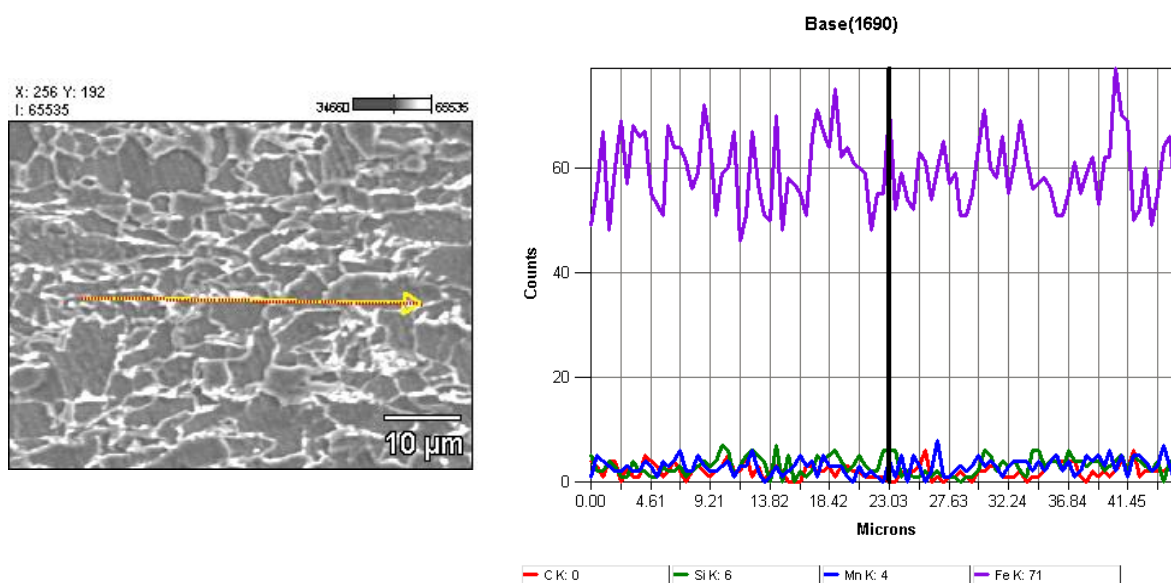 Base(1690)
X: 256 Y: 192
I: 65535
34660 65535
10 µm
Counts
60
40
20
0
0.00 4.61 9.21 13.82 18.42 23.03 27.63 32.24 36.84 41.45
Microns
C K: 0 Si K: 6 Mn K: 4 Fe K: 71